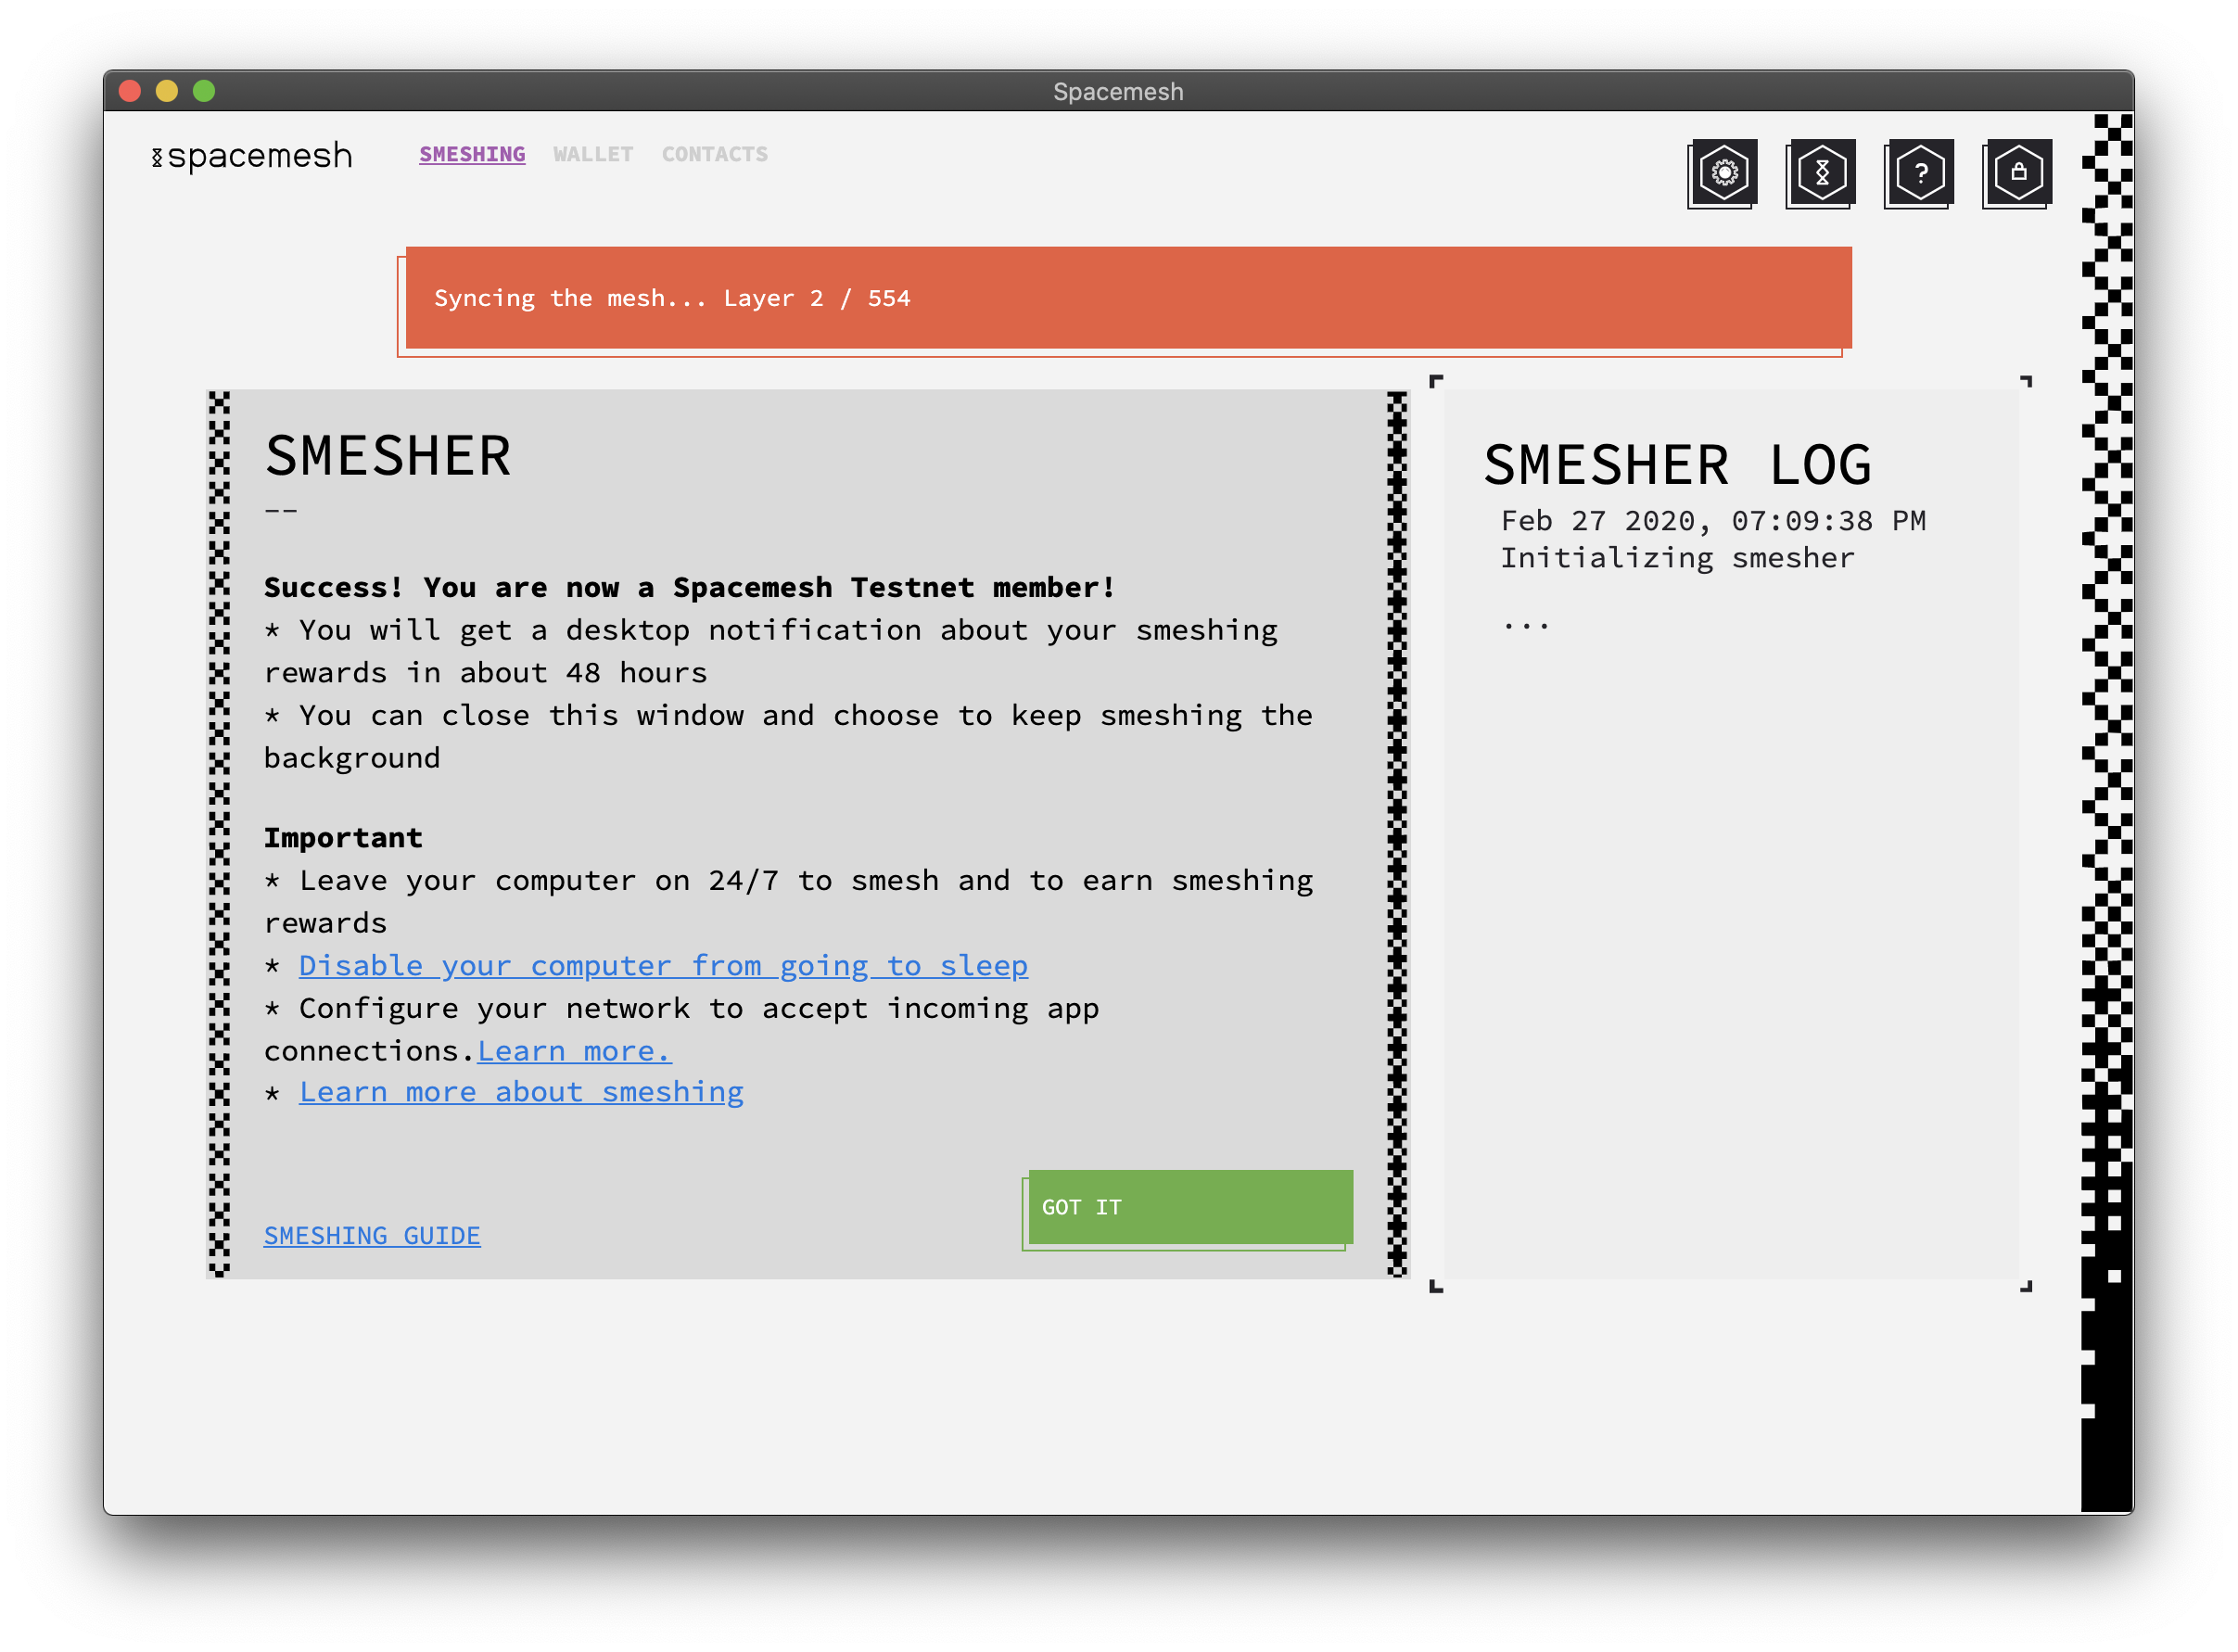 Spacemesh
spacemesh
SMESHING WALLET CONTACTS
?
Syncing the mesh... Layer 2 / 554
SMESHER
--
Success! You are now a Spacemesh Testnet member!
* You will get a desktop notification about your smeshing
rewards in about 48 hours
* You can close this window and choose to keep smeshing the
background
Important
* Leave your computer on 24/7 to smesh and to earn smeshing
rewards
* Disable your computer from going to sleep
* Configure your network to accept incoming app
connections.Learn more.
* Learn more about smeshing
SMESHING GUIDE
GOT IT
SMESHER LOG
Feb 27 2020, 07:09:38 PM
Initializing smesher
...